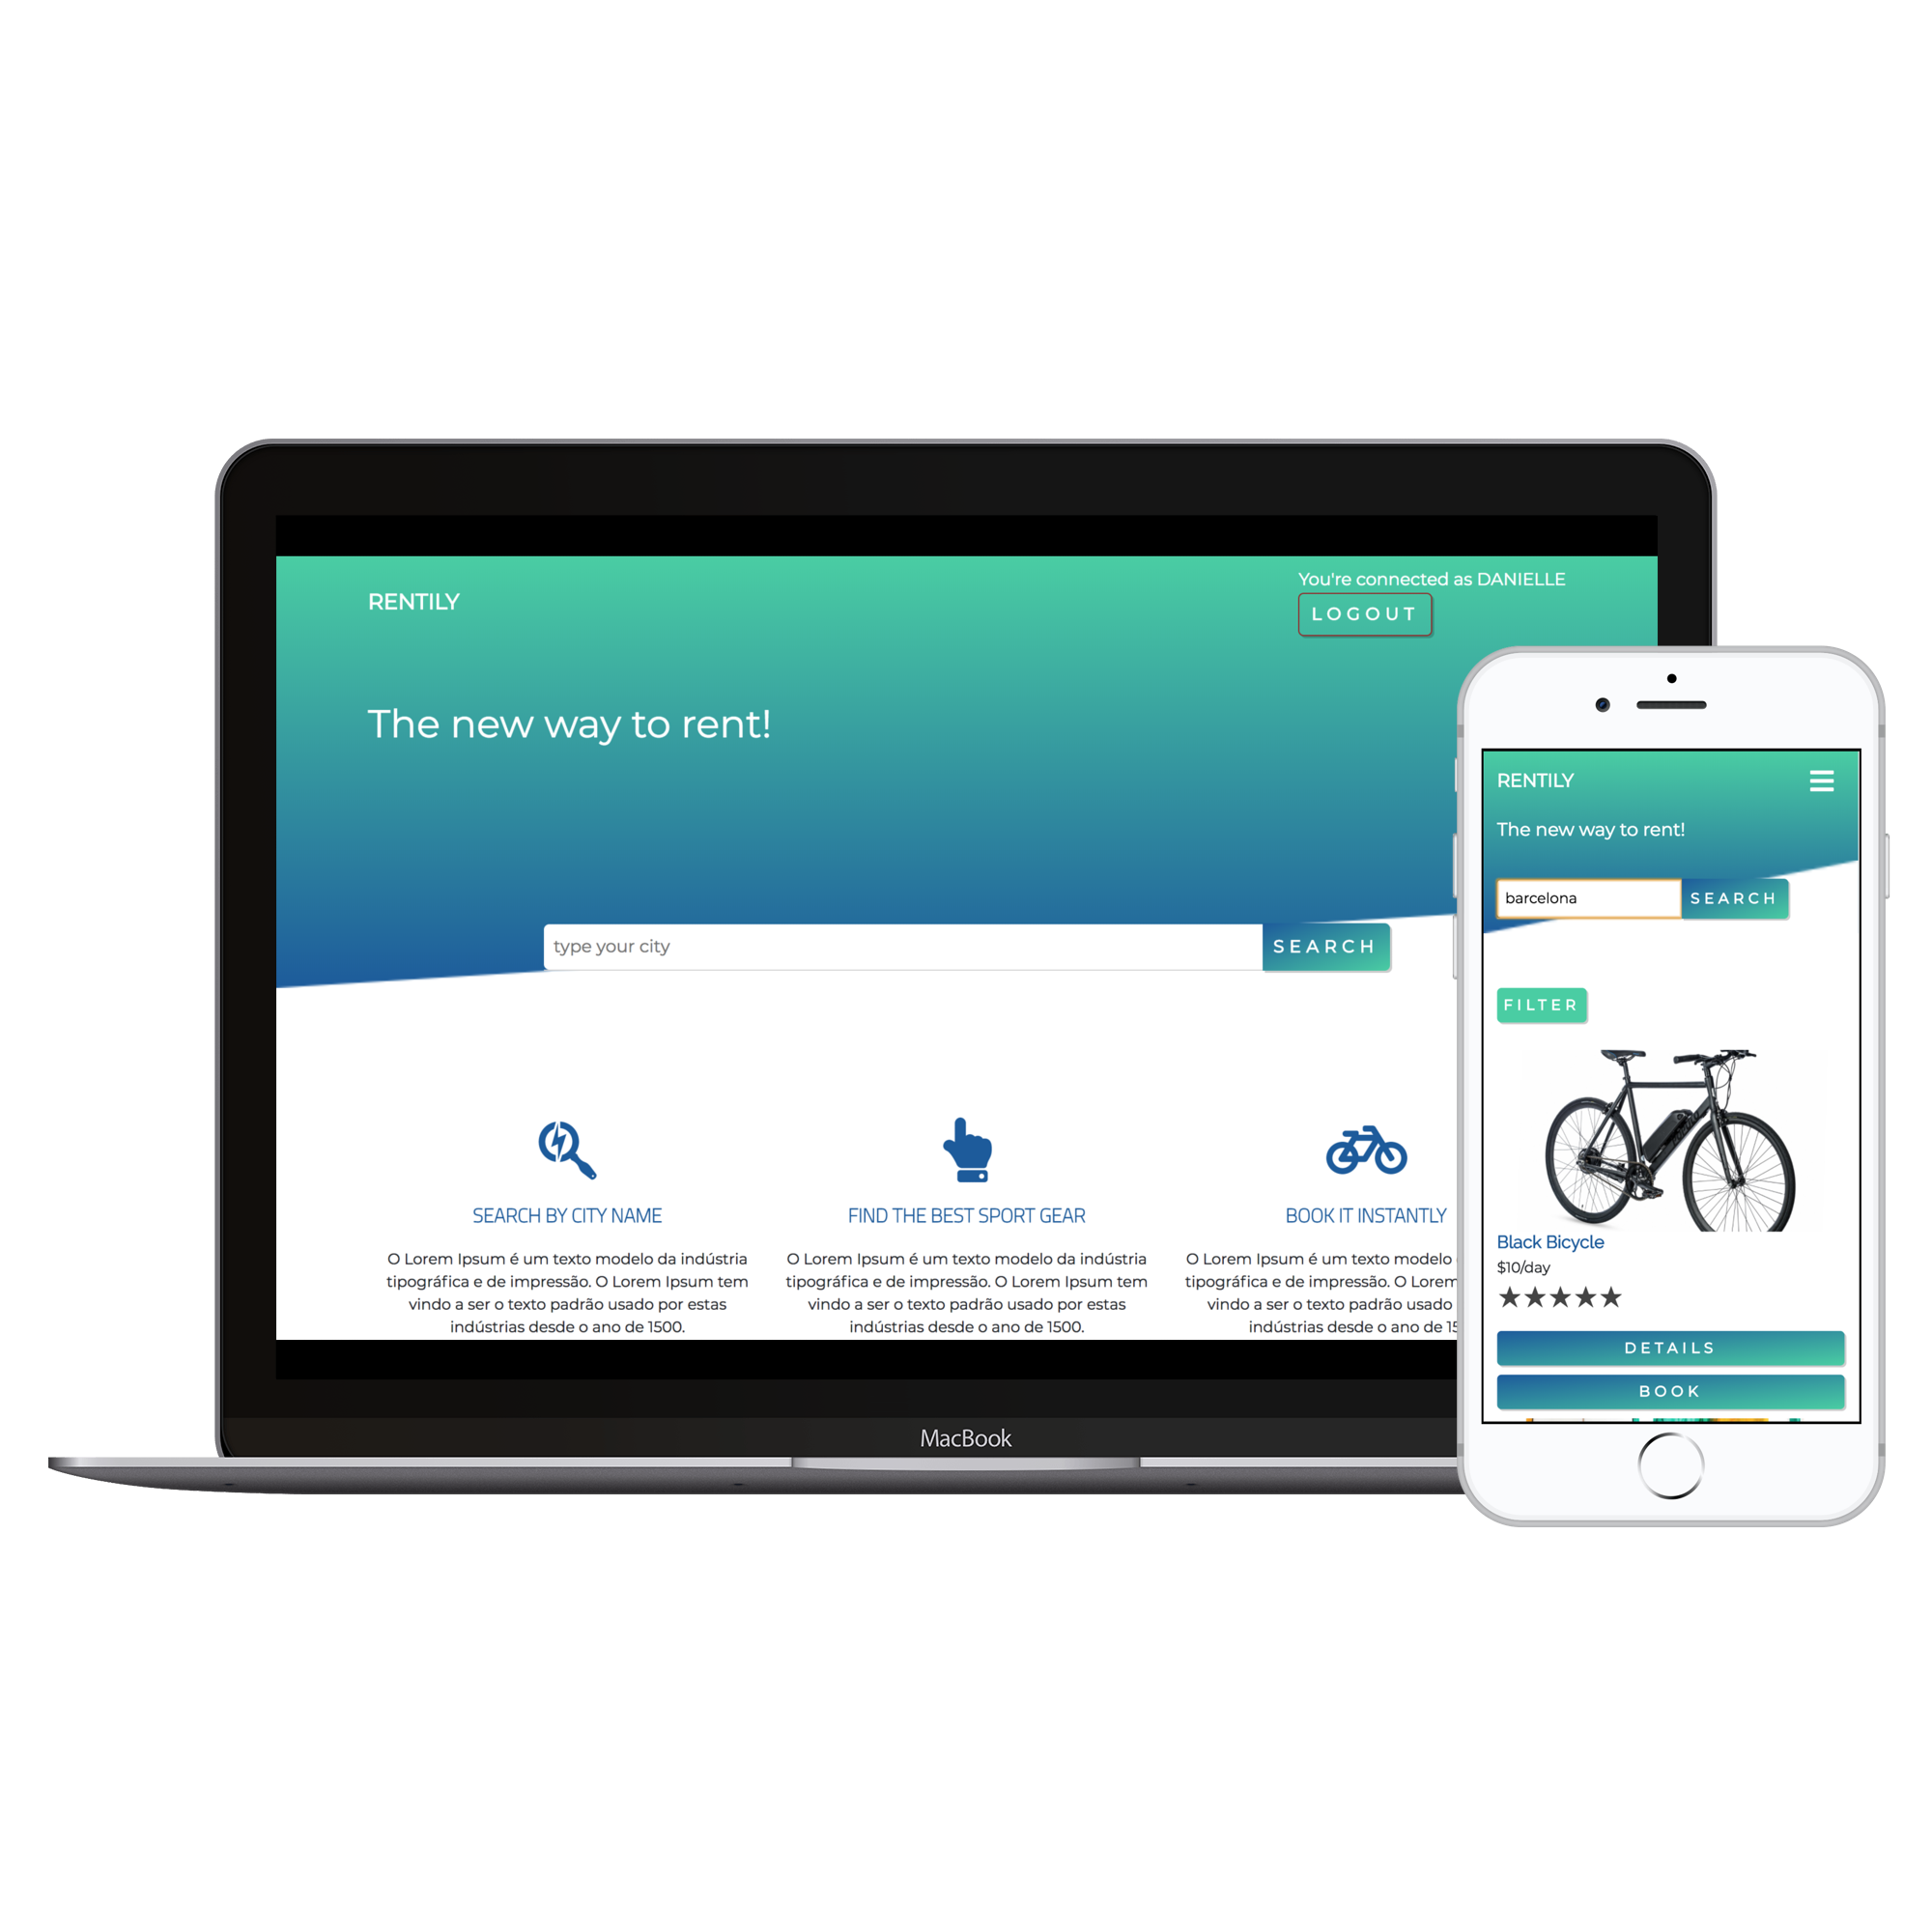 RENTILY
You're connected as DANIELLE
LOGOUT
The new way to rent!
type your city
SEARCH
SEARCH BY CITY NAME
O Lorem Ipsum é um texto modelo da indústria
tipográfica e de impressão. O Lorem Ipsum tem
vindo a ser o texto padrão usado por estas
indústrias desde o ano de 1500.
FIND THE BEST SPORT GEAR
O Lorem Ipsum é um texto modelo da indústria
tipográfica e de impressão. O Lorem Ipsum tem
vindo a ser o texto padrão usado por estas
indústrias desde o ano de 1500.
BOOK IT INSTANTLY
O Lorem Ipsum é um texto modelo
tipográfica e de impressão. O Lorem
vindo a ser o texto padrão usado
indústrias desde o ano de
MacBook
RENTILY
The new way to rent!
barcelona
SEARCH
FILTER
Black Bicycle
$10/day
DETAILS
BOOK